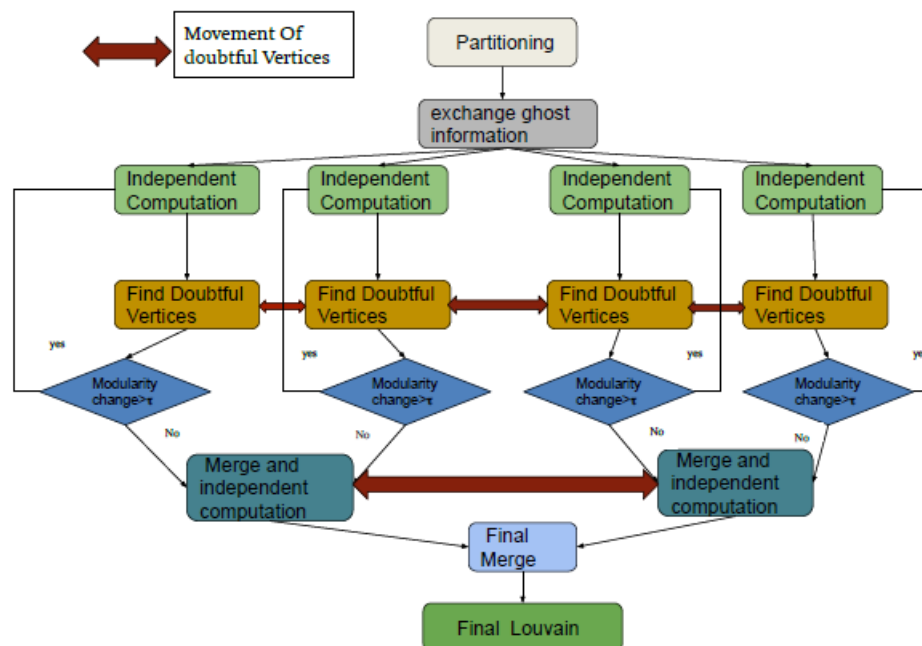 Movement Of
doubtful Vertices
Partitioning
exchange ghost
information
Independent
Computation
Independent
Computation
Independent
Computation
Independent
Computation
Find Doubtful
Vertices
Find Doubtful
Vertices
Find Doubtful
Vertices
Find Doubtful
Vertices
yes
yes
yes
yes
Modularity
change>τ
Modularity
change>τ
Modularity
change>τ
Modularity
change>τ
No
No
No
No
Merge and
independent
computation
Merge and
independent
computation
Final
Merge
Final Louvain